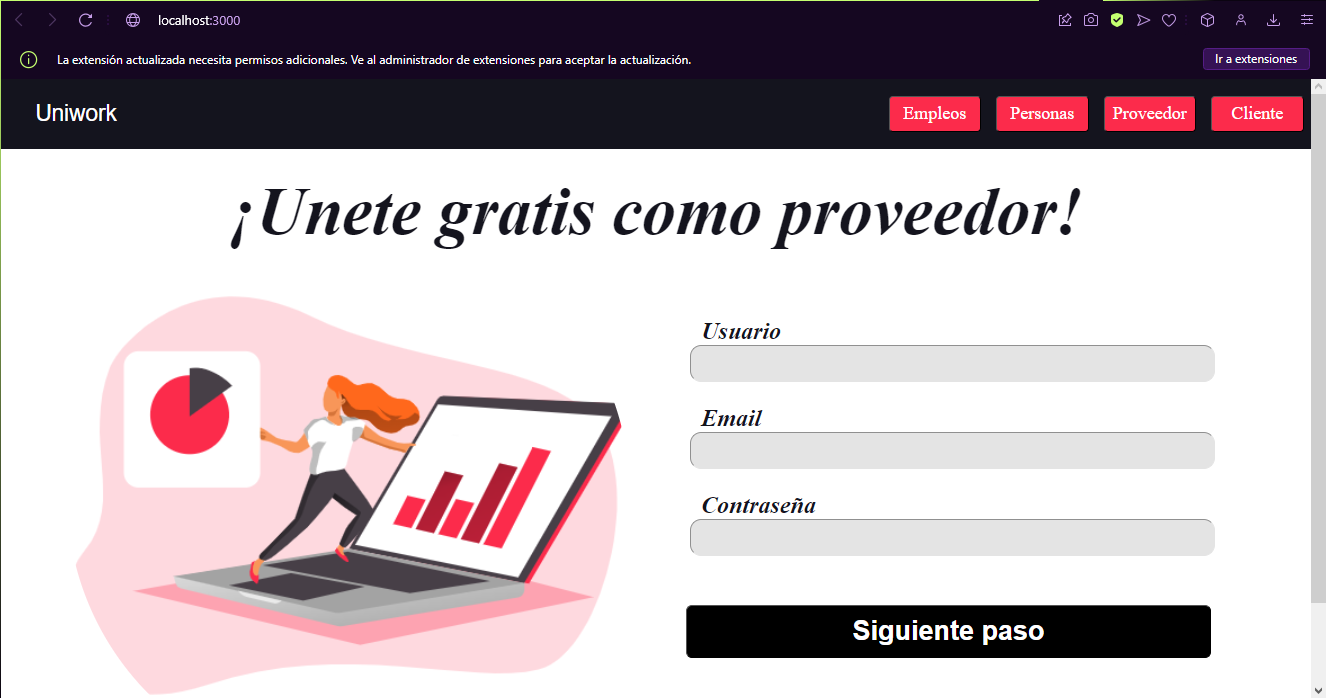 localhost:3000
La extensión actualizada necesita permisos adicionales. Ve al administrador de extensiones para aceptar la actualización.
Ir a extensiones
Uniwork
Empleos
Personas
Proveedor
Cliente
¡Unete gratis como proveedor!
Usuario
Email
Contraseña
Siguiente paso